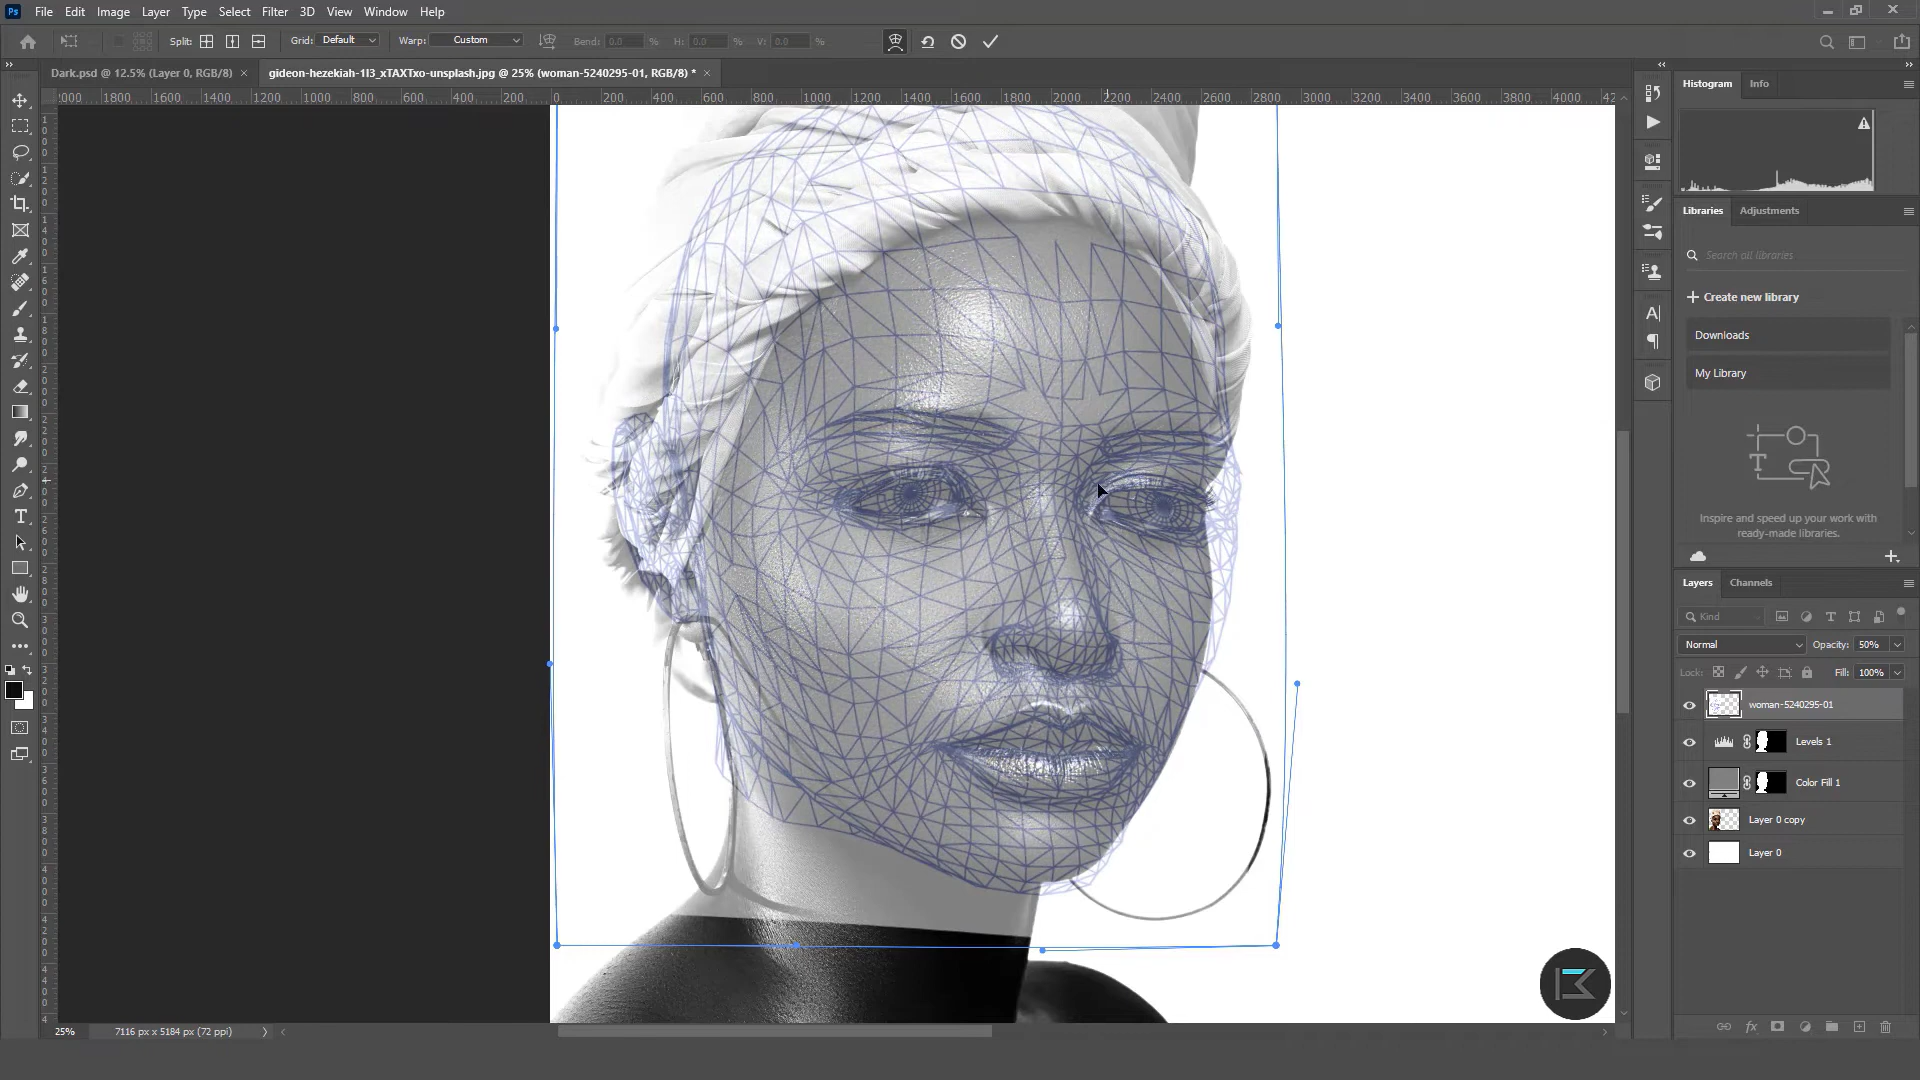 Ps File Edit Image Layer Type Select Filter 3D View Window Help
Split: Grid: Default Warp: Custom Bend: 0.0 % H: 0.0 % V: 0.0 %
Dark.psd @ 12.5% (Layer 0, RGB/8) × gideon-hezekiah-1I3_xTAXTxo-unsplash.jpg @ 25% (woman-5240295-01, RGB/8) * ×
2000 1800 1600 1400 1200 1000 800 600 400 200 0 200 400 600 800 1000 1200 1400 1600 1800 2000 2200 2400 2600 2800 3000 3200 3400 3600 3800 4000 42
Histogram Info
Libraries Adjustments
Search all libraries
+ Create new library
Downloads
My Library
Inspire and speed up your work with
ready-made libraries.
Layers Channels
Kind
Normal Opacity: 50%
Lock: Fill: 100%
woman-5240295-01
Levels 1
Color Fill 1
Layer 0 copy
Layer 0
fx
25% 7116 px x 5184 px (72 ppi)